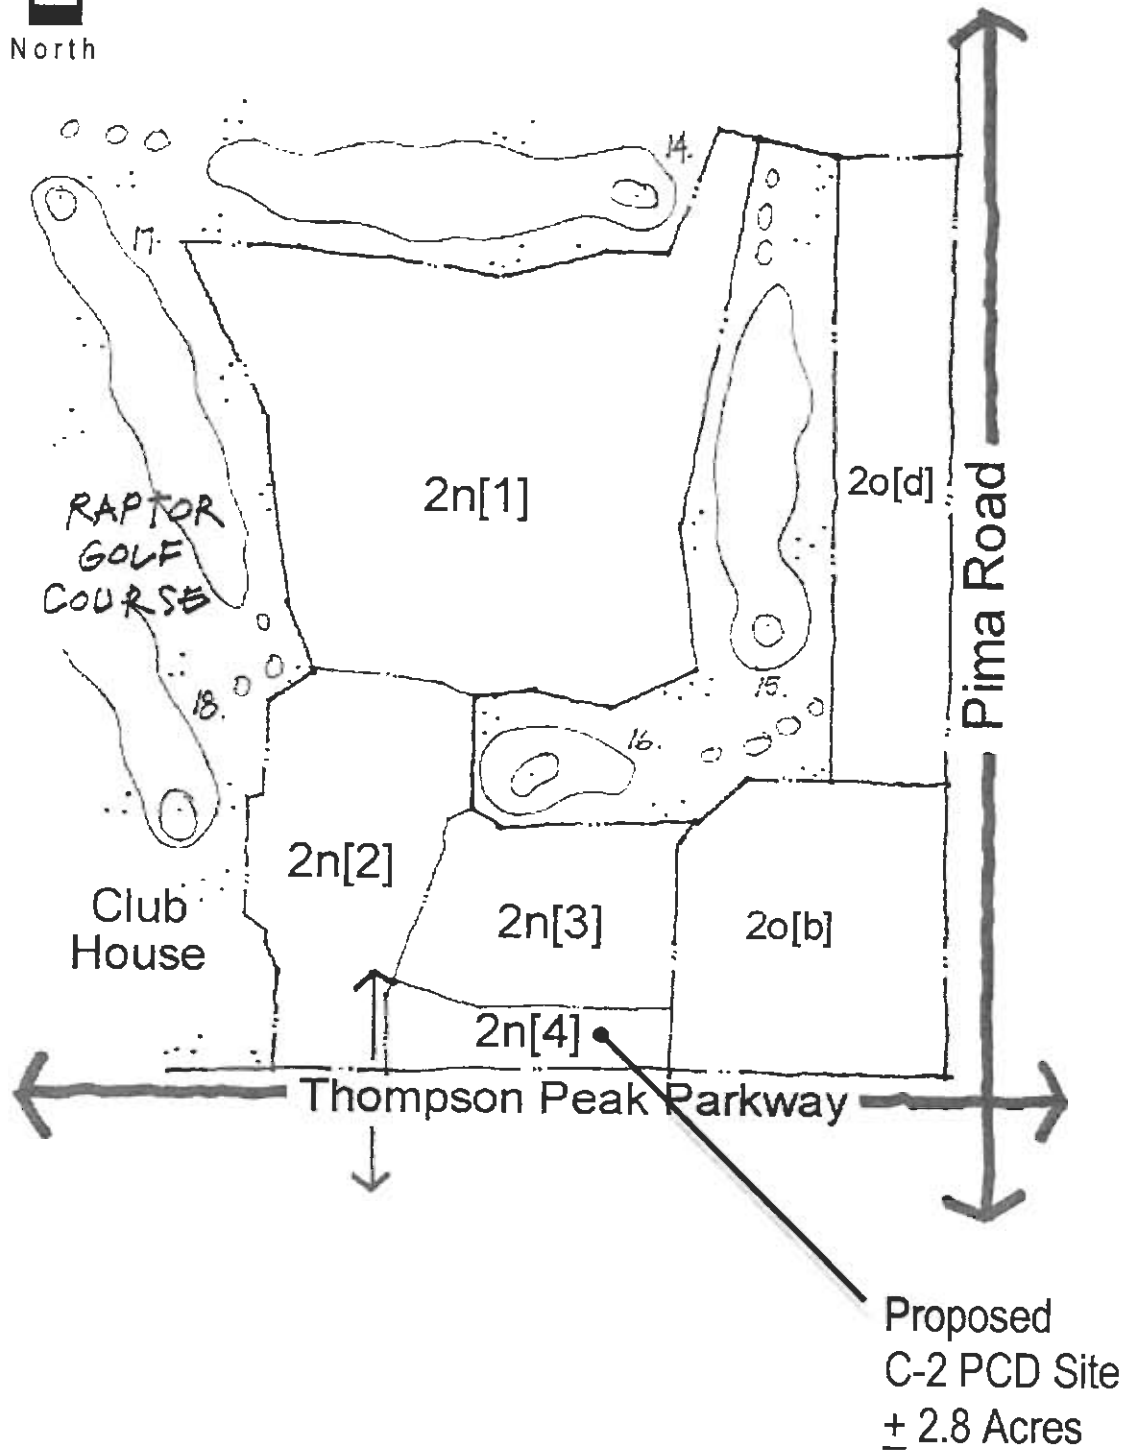 North
14.
17.
2n[1]
2o[d]
RAPTOR
GOLF
COURSE
Pima Road
18.
15.
16.
2n[2]
Club
House
2n[3]
2o[b]
2n[4]
Thompson Peak Parkway
Proposed
C-2 PCD Site
± 2.8 Acres